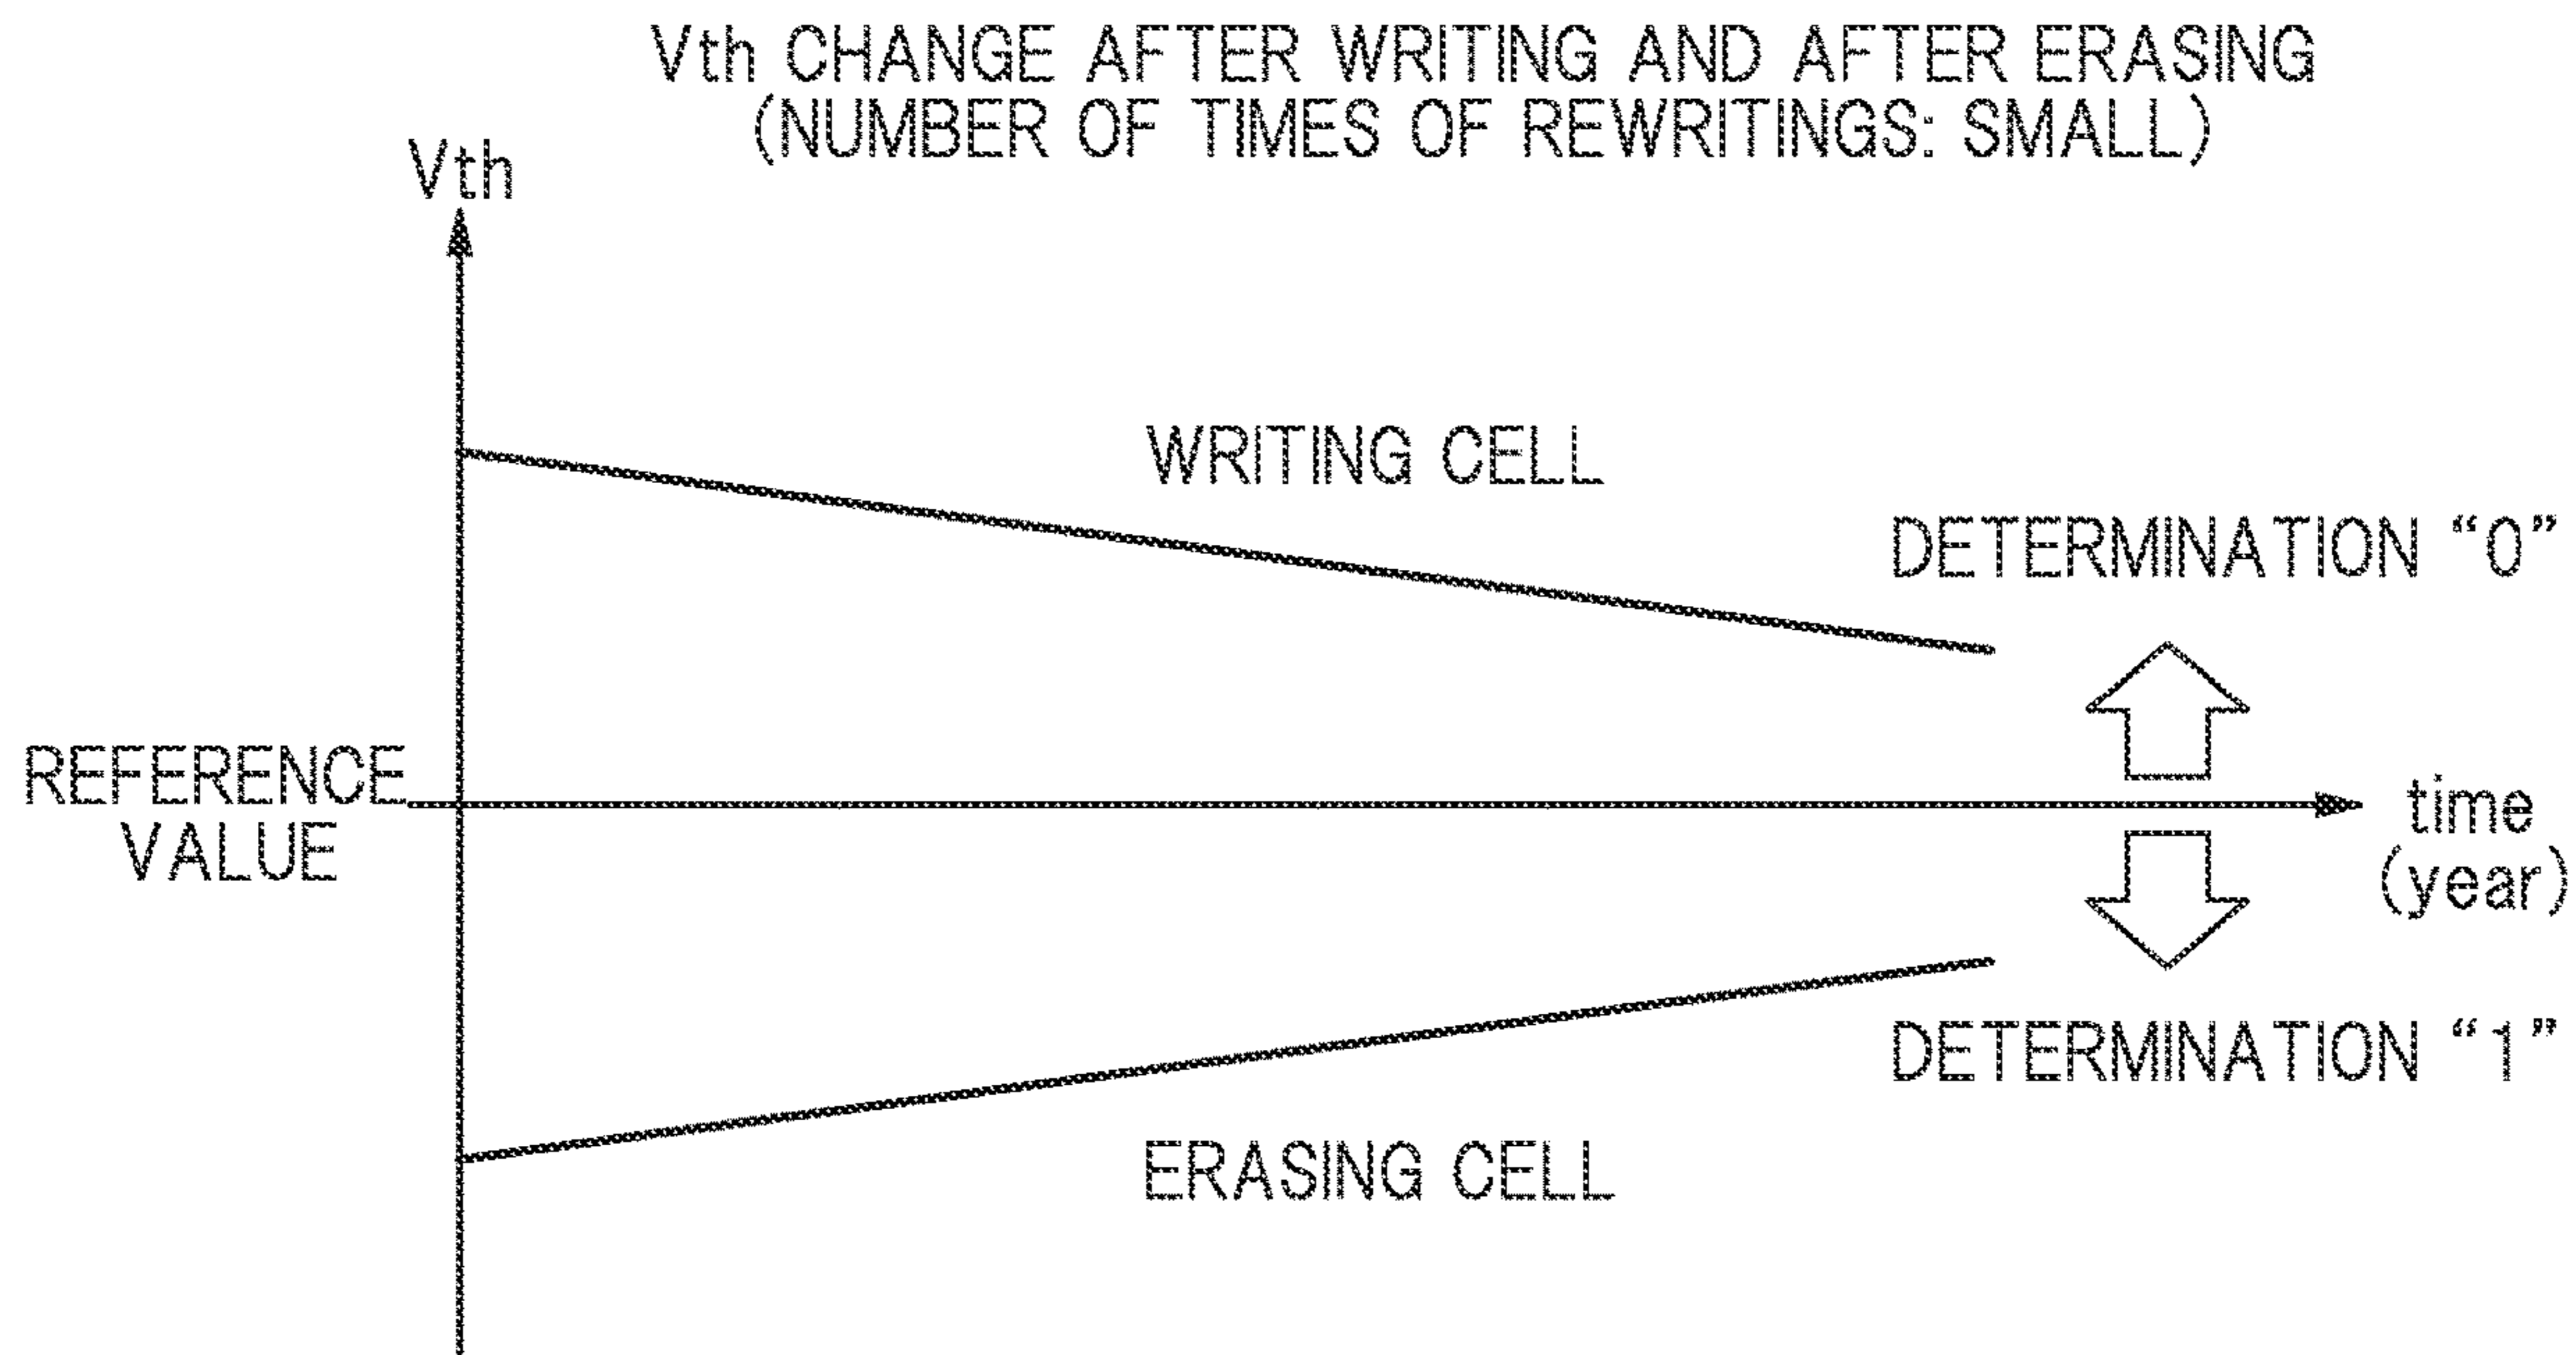 Vth CHANGE AFTER WRITING AND AFTER ERASING
(NUMBER OF TIMES OF REWRITINGS: SMALL)
Vth
WRITING CELL
DETERMINATION “0”
REFERENCE
VALUE
time
(year)
DETERMINATION “1”
ERASING CELL